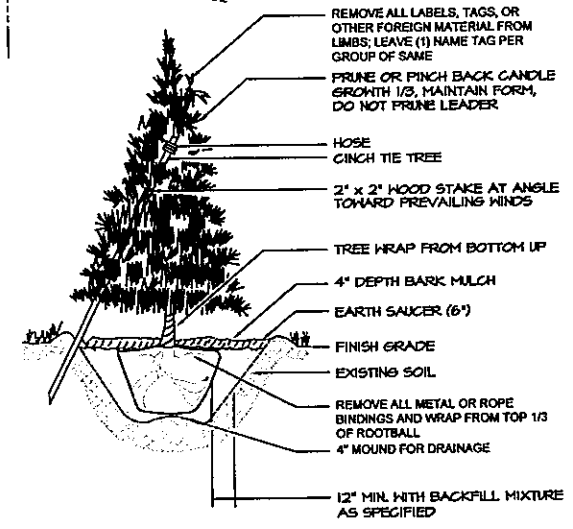 REMOVE ALL LABELS, TAGS, OR
OTHER FOREIGN MATERIAL FROM
LIMBS; LEAVE (1) NAME TAG PER
GROUP OF SAME
PRUNE OR PINCH BACK CANDLE
GROWTH 1/3, MAINTAIN FORM,
DO NOT PRUNE LEADER
HOSE
CINCH TIE TREE
2" x 2" WOOD STAKE AT ANGLE
TOWARD PREVAILING WINDS
TREE WRAP FROM BOTTOM UP
4" DEPTH BARK MULCH
EARTH SAUCER (6")
FINISH GRADE
EXISTING SOIL
REMOVE ALL METAL OR ROPE
BINDINGS AND WRAP FROM TOP 1/3
OF ROOTBALL
4" MOUND FOR DRAINAGE
12" MIN. WITH BACKFILL MIXTURE
AS SPECIFIED